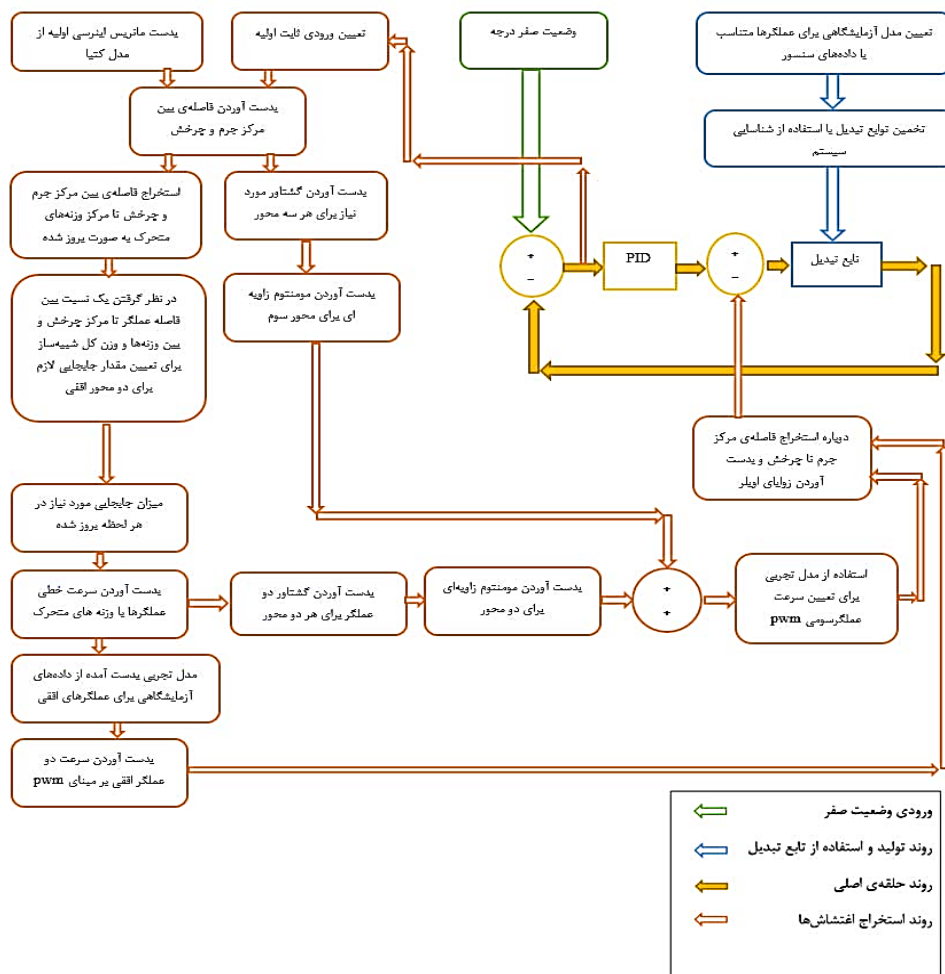 تعیین مدل آزمایشگاهی برای عملگرها متناسب
با داده‌های سنسور
تخمین توابع تبدیل با استفاده از شناسایی
سیستم
تابع تبدیل
وضعیت صفر درجه
+
-
PID
+
-
تعیین ورودی ثابت اولیه
بدست ماتریس اینرسی اولیه از
مدل کتیا
بدست آوردن فاصله‌ی بین
مرکز جرم و چرخش
بدست آوردن گشتاور مورد
نیاز برای هر سه محور
استخراج فاصله‌ی بین مرکز جرم
و چرخش تا مرکز وزنه‌های
متحرک به صورت بروز شده
بدست آوردن مومنتوم زاویه
ای برای محور سوم
در نظر گرفتن یک نسبت بین
فاصله عملگر تا مرکز چرخش و
بین وزنه‌ها و وزن کل شبیه‌ساز
برای تعیین مقدار جابجایی لازم
برای دو محور افقی
دوباره استخراج فاصله‌ی مرکز
جرم تا چرخش و بدست
آوردن زوایای اویلر
میزان جابجایی مورد نیاز در
هر لحظه بروز شده
بدست آوردن سرعت خطی
عملگرها یا وزنه های متحرک
بدست آوردن گشتاور دو
عملگر برای هر دو محور
بدست آوردن مومنتوم زاویه‌ای
برای دو محور
+
+
استفاده از مدل تجربی
برای تعیین سرعت
عملگرسومی pwm
مدل تجربی بدست آمده از داده‌های
آزمایشگاهی برای عملگرهای افقی
بدست آوردن سرعت دو
عملگر افقی بر مبنای pwm
ورودی وضعیت صفر
روند تولید و استفاده از تابع تبدیل
روند حلقه‌ی اصلی
روند استخراج اغتشاش‌ها